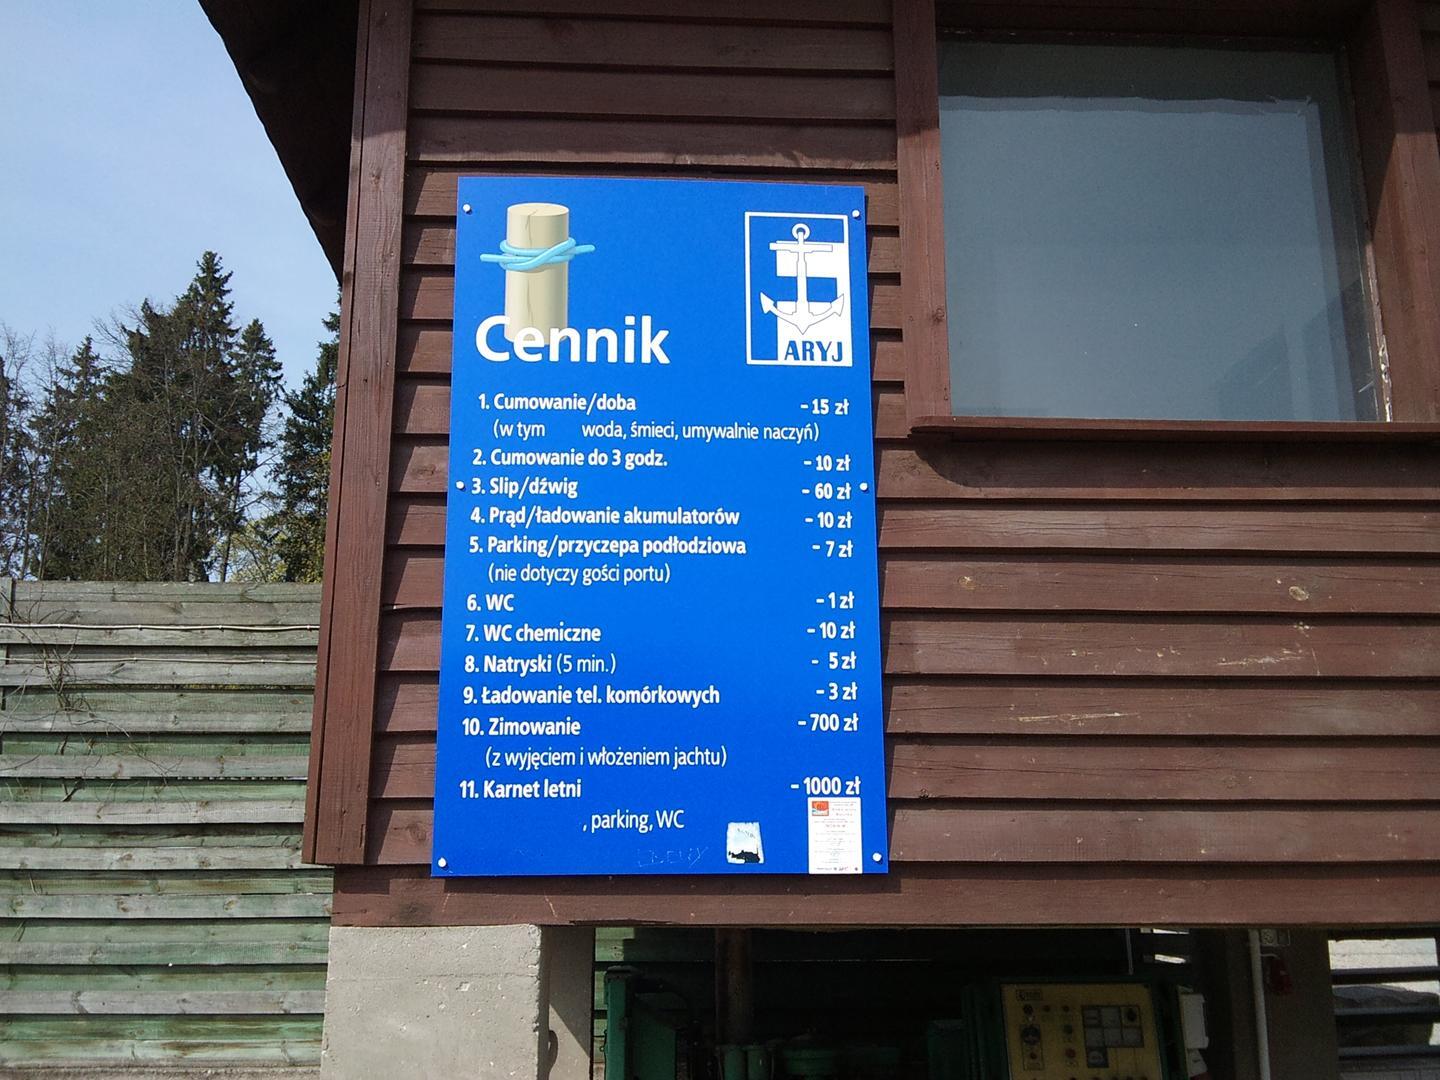 Cennik
ARYJ
1. Cumowanie/doba - 15 zł
(w tym woda, śmieci, umywalnie naczyń)
2. Cumowanie do 3 godz. - 10 zł
3. Slip/dźwig - 60 zł
4. Prąd/ładowanie akumulatorów - 10 zł
5. Parking/przyczepa podłodziowa - 7 zł
(nie dotyczy gości portu)
6. WC - 1 zł
7. WC chemiczne - 10 zł
8. Natryski (5 min.) - 5 zł
9. Ładowanie tel. komórkowych - 3 zł
10. Zimowanie - 700 zł
(z wyjęciem i włożeniem jachtu)
11. Karnet letni - 1000 zł
, parking, WC